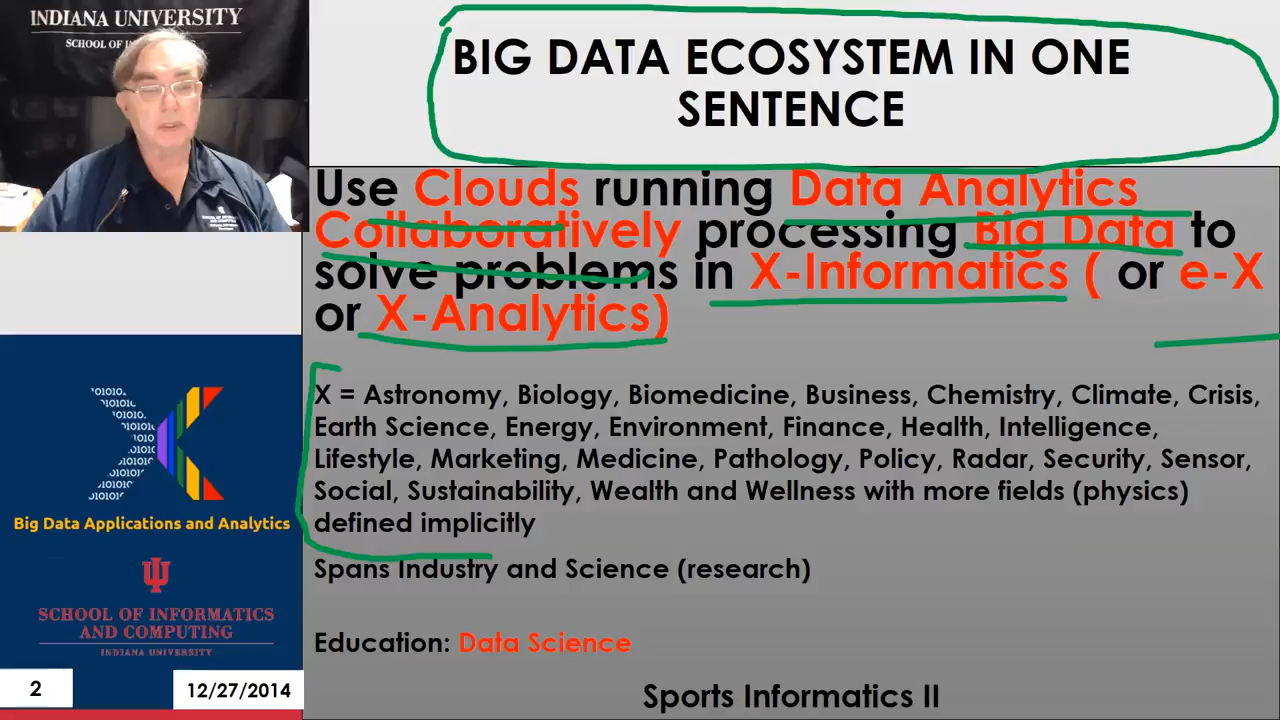 INDIANA UNIVERSITY
SCHOOL OF
BIG DATA ECOSYSTEM IN ONE
SENTENCE
Use Clouds running Data Analytics
Collaboratively processing Big Data to
solve problems in X-Informatics ( or e-X
or X-Analytics)
X = Astronomy, Biology, Biomedicine, Business, Chemistry, Climate, Crisis,
Earth Science, Energy, Environment, Finance, Health, Intelligence,
Lifestyle, Marketing, Medicine, Pathology, Policy, Radar, Security, Sensor,
Social, Sustainability, Wealth and Wellness with more fields (physics)
defined implicitly
Spans Industry and Science (research)
Education: Data Science
Sports Informatics II
Big Data Applications and Analytics
SCHOOL OF INFORMATICS
AND COMPUTING
INDIANA UNIVERSITY
2
12/27/2014